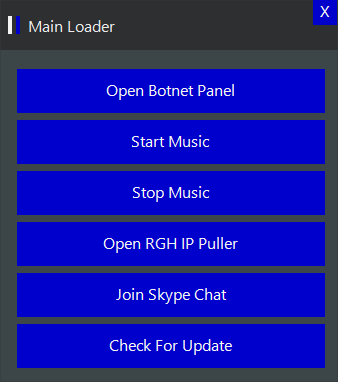 Main Loader
X
Open Botnet Panel
Start Music
Stop Music
Open RGH IP Puller
Join Skype Chat
Check For Update